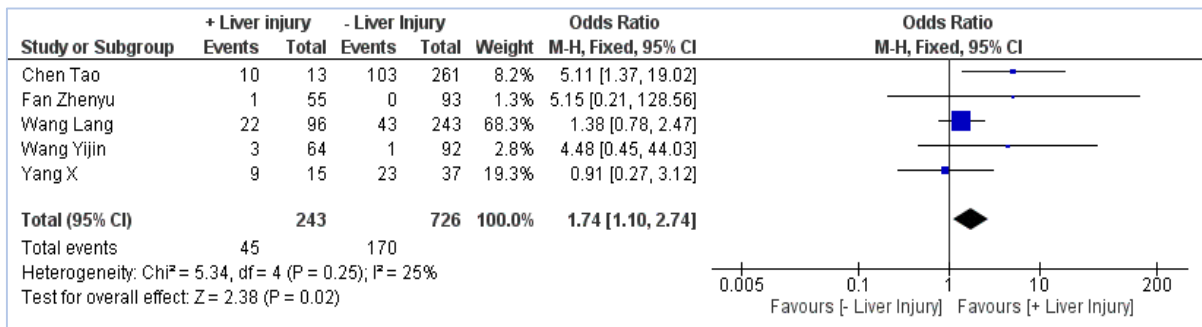 + Liver injury - Liver Injury Odds Ratio Odds Ratio
Study or Subgroup Events Total Events Total Weight M-H, Fixed, 95% CI M-H, Fixed, 95% CI
Chen Tao 10 13 103 261 8.2% 5.11 [1.37, 19.02]
Fan Zhenyu 1 55 0 93 1.3% 5.15 [0.21, 128.56]
Wang Lang 22 96 43 243 68.3% 1.38 [0.78, 2.47]
Wang Yijin 3 64 1 92 2.8% 4.48 [0.45, 44.03]
Yang X 9 15 23 37 19.3% 0.91 [0.27, 3.12]
Total (95% CI) 243 726 100.0% 1.74 [1.10, 2.74]
Total events 45 170
Heterogeneity: Chi² = 5.34, df = 4 (P = 0.25); I² = 25%
Test for overall effect: Z = 2.38 (P = 0.02)
0.005 0.1 1 10 200
Favours [- Liver Injury] Favours [+ Liver Injury]